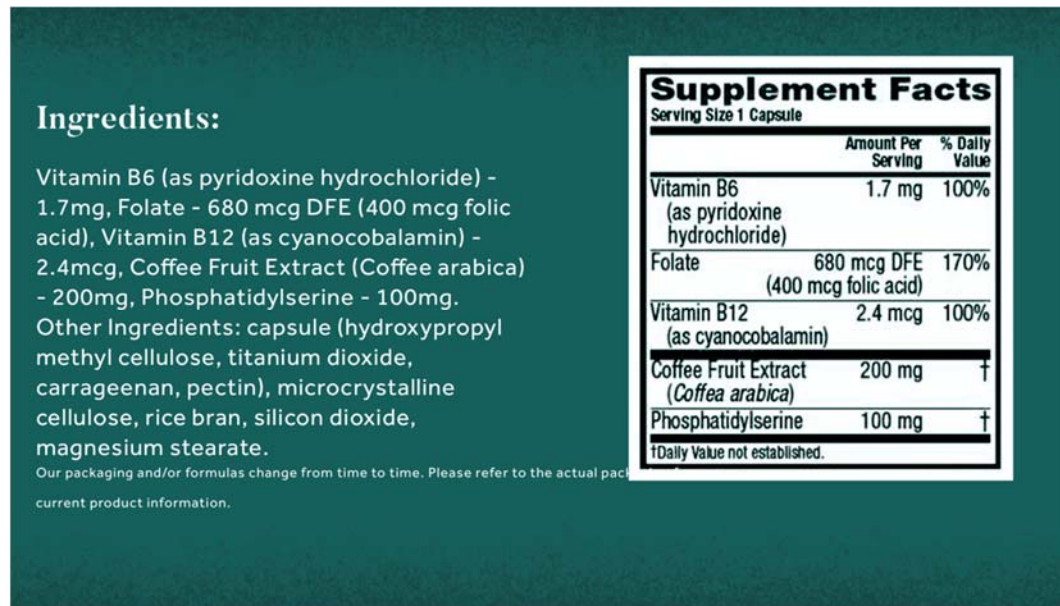 Ingredients:
Vitamin B6 (as pyridoxine hydrochloride) -
1.7mg, Folate - 680 mcg DFE (400 mcg folic
acid), Vitamin B12 (as cyanocobalamin) -
2.4mcg, Coffee Fruit Extract (Coffee arabica)
- 200mg, Phosphatidylserine - 100mg.
Other Ingredients: capsule (hydroxypropyl
methyl cellulose, titanium dioxide,
carrageenan, pectin), microcrystalline
cellulose, rice bran, silicon dioxide,
magnesium stearate.
Our packaging and/or formulas change from time to time. Please refer to the actual
current product information.
Supplement Facts
Serving Size 1 Capsule
Amount Per Serving % Daily Value
Vitamin B6 1.7 mg 100%
(as pyridoxine
hydrochloride)
Folate 680 mcg DFE 170%
(400 mcg folic acid)
Vitamin B12 2.4 mcg 100%
(as cyanocobalamin)
Coffee Fruit Extract 200 mg †
(Coffea arabica)
Phosphatidylserine 100 mg †
†Daily Value not established.